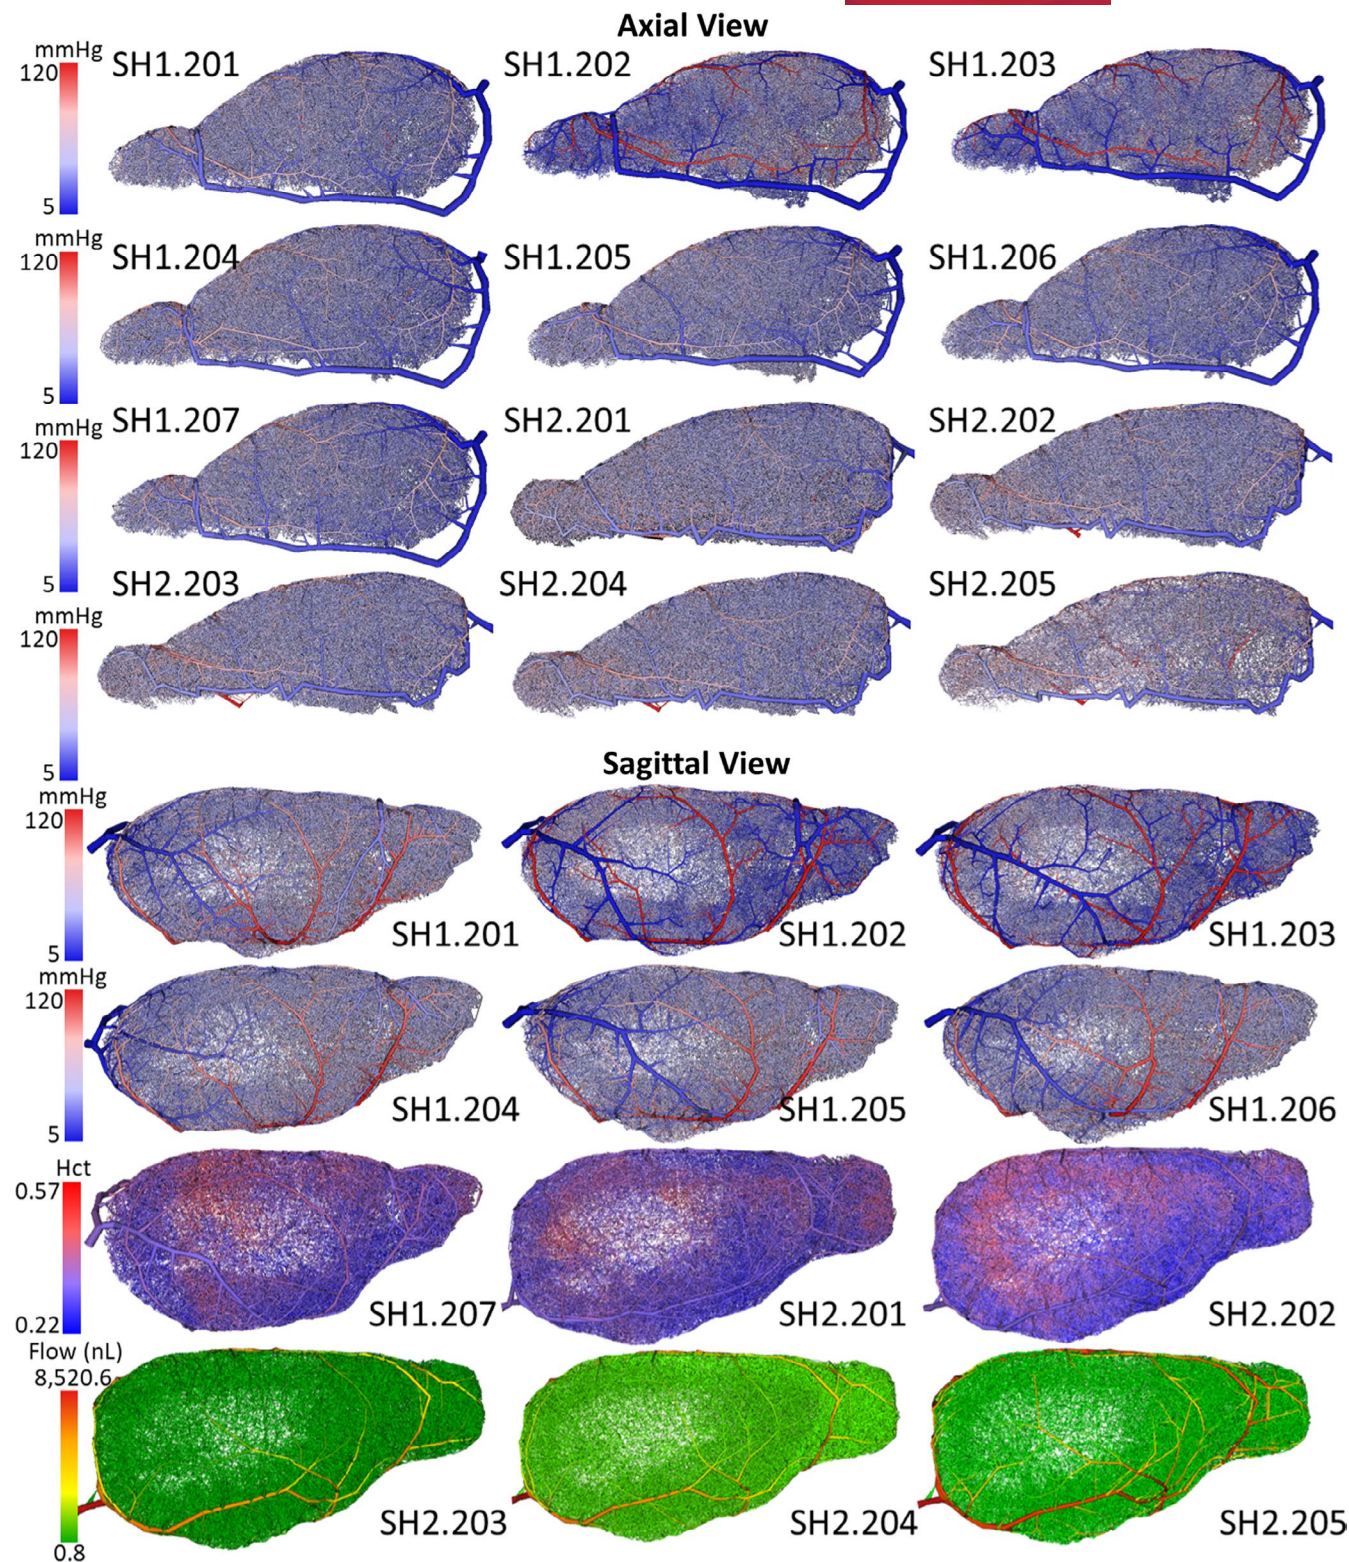 Axial View
mmHg
120
5
SH1.201
SH1.202
SH1.203
mmHg
120
5
SH1.204
SH1.205
SH1.206
mmHg
120
5
SH1.207
SH2.201
SH2.202
mmHg
120
5
SH2.203
SH2.204
SH2.205
Sagittal View
mmHg
120
5
SH1.201
SH1.202
SH1.203
mmHg
120
5
SH1.204
SH1.205
SH1.206
Hct
0.57
0.22
SH1.207
SH2.201
SH2.202
Flow (nL)
8,520.6
0.8
SH2.203
SH2.204
SH2.205